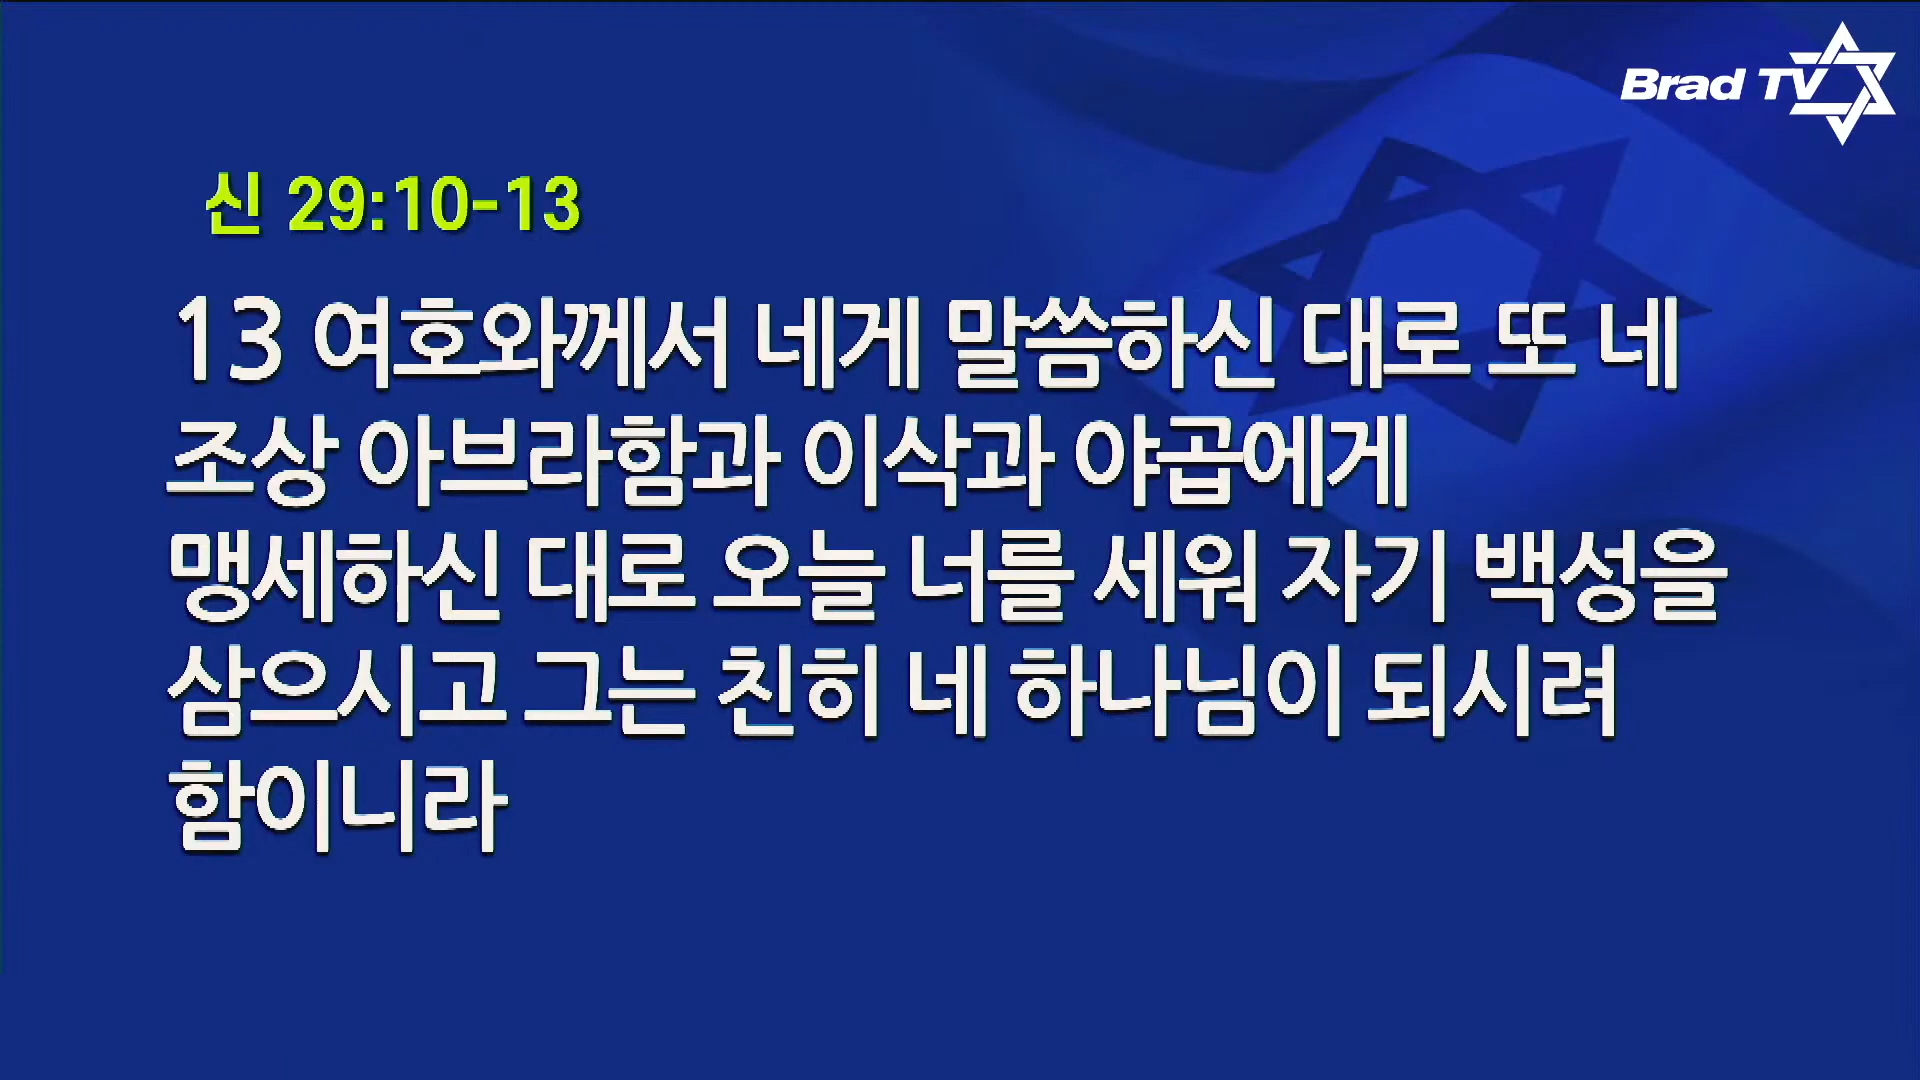 Brad TV
신 29:10-13
13 여호와께서 네게 말씀하신 대로 또 네
조상 아브라함과 이삭과 야곱에게
맹세하신 대로 오늘 너를 세워 자기 백성을
삼으시고 그는 친히 네 하나님이 되시려
함이니라